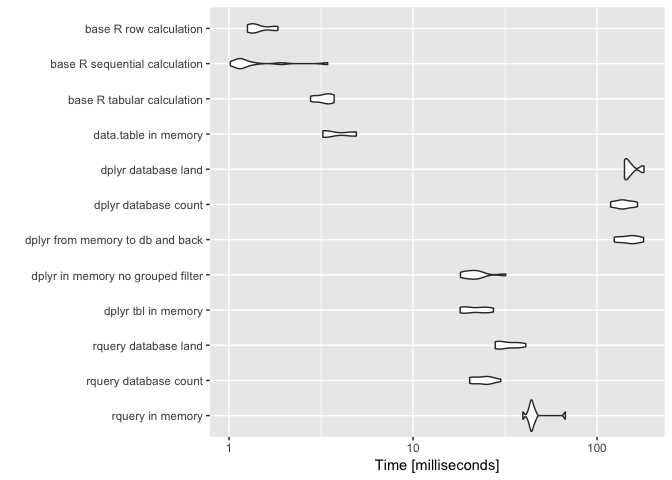 base R row calculation
base R sequential calculation
base R tabular calculation
data.table in memory
dplyr database land
dplyr database count
dplyr from memory to db and back
dplyr in memory no grouped filter
dplyr tbl in memory
rquery database land
rquery database count
rquery in memory
1 10 100
Time [milliseconds]